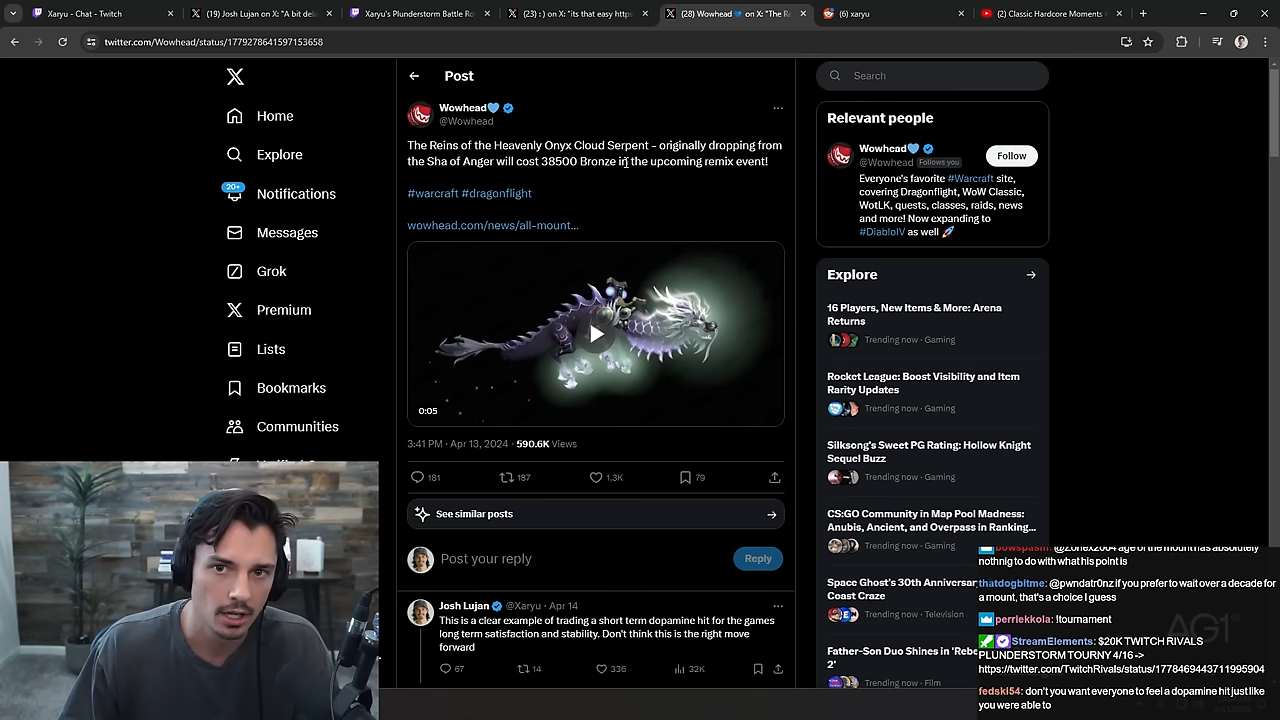 Xaryu - Chat - Twitch
(19) Josh Lujan on X: "A bit dela
Xaryu's Plunderstorm Battle Ro
(23) : ) on X: "its that easy https
(28) Wowhead💙 on X: "The Re
(6) xaryu
(2) Classic Hardcore Moments #
twitter.com/Wowhead/status/1779278641597153658
Home
Explore
20+
Notifications
Messages
Grok
Premium
Lists
Bookmarks
Communities
Post
Wowhead💙
@Wowhead
The Reins of the Heavenly Onyx Cloud Serpent - originally dropping from
the Sha of Anger will cost 38500 Bronze in the upcoming remix event!
#warcraft #dragonflight
wowhead.com/news/all-mount...
0:05
3:41 PM · Apr 13, 2024 · 590.6K Views
181 187 1.3K 79
See similar posts
Post your reply
Reply
Josh Lujan @Xaryu · Apr 14
This is a clear example of trading a short term dopamine hit for the games
long term satisfaction and stability. Don't think this is the right move
forward
67 14 336 32K
Search
Relevant people
Wowhead💙
@Wowhead Follows you
Follow
Everyone's favorite #Warcraft site,
covering Dragonflight, WoW Classic,
WotLK, quests, classes, raids, news
and more! Now expanding to
#DiabloIV as well 🚀
Explore
16 Players, New Items & More: Arena
Returns
Trending now · Gaming
Rocket League: Boost Visibility and Item
Rarity Updates
Trending now · Gaming
Silksong's Sweet PG Rating: Hollow Knight
Sequel Buzz
Trending now · Gaming
CS:GO Community in Map Pool Madness:
Anubis, Ancient, and Overpass in Ranking...
Trending now · Gaming
Space Ghost's 30th Anniversar
Coast Craze
Trending now · Television
Father-Son Duo Shines in 'Rebe
2'
Trending now · Film
bowspasm: @Zonex2004 age of the mount has absolutely
nothnig to do with what his point is
thatdogbitme: @pwndatr0nz if you prefer to wait over a decade for
a mount, that's a choice I guess
perriekkola: !tournament
StreamElements: $20K TWITCH RIVALS
PLUNDERSTORM TOURNY 4/16 ->
https://twitter.com/TwitchRivals/status/1778469443711995904
fedski54: don't you want everyone to feel a dopamine hit just like
you were able to
AG1